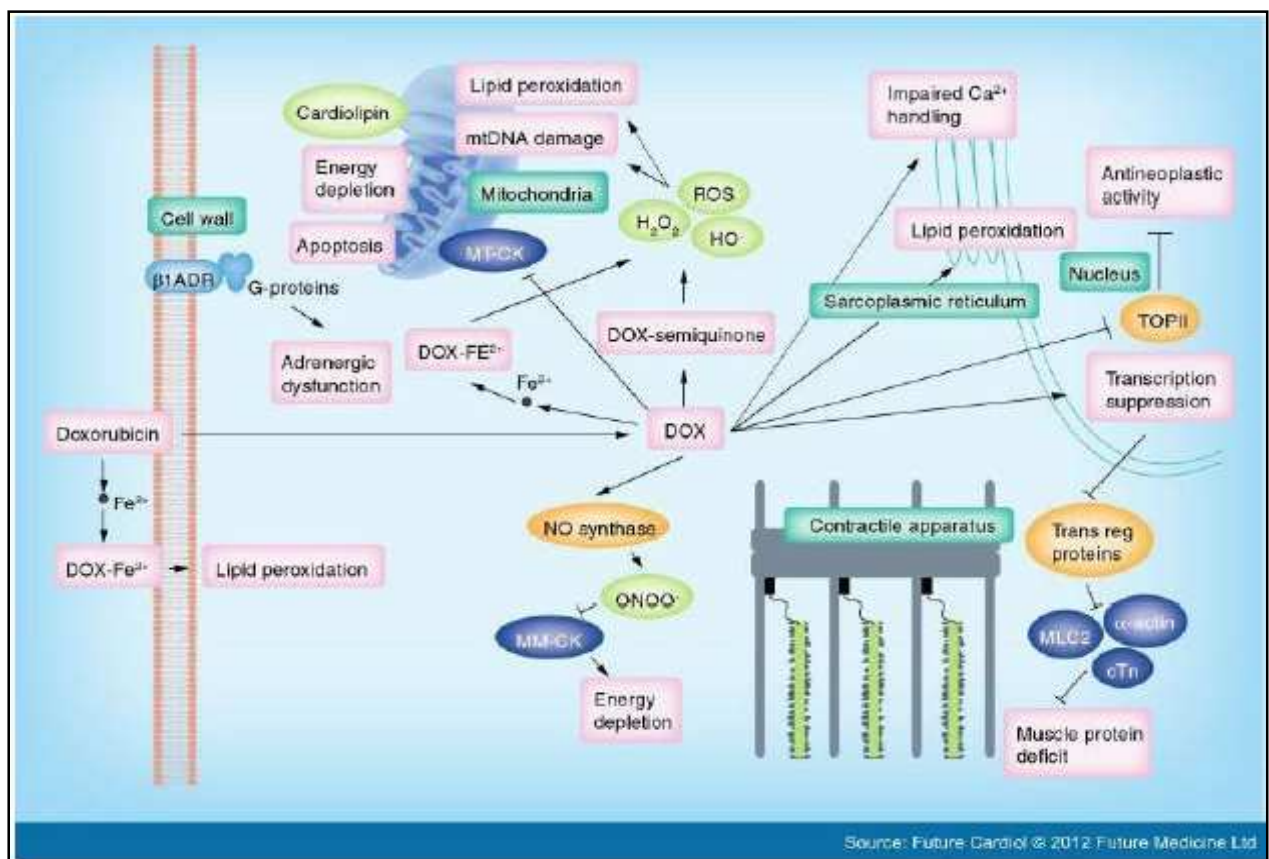 Lipid peroxidation
Cardiolipin
mtDNA damage
Energy
depletion
Mitochondria
Apoptosis
MT-CK
ROS
H₂O₂
HO
Impaired Ca²⁺
handling
Antineoplastic
activity
Lipid peroxidation
Nucleus
Sarcoplasmic reticulum
TOPII
Cell wall
β1ADR
G-proteins
Adrenergic
dysfunction
DOX-FE²⁺
DOX-semiquinone
Fe²⁺
Transcription
suppression
Doxorubicin
DOX
Fe²⁺
DOX-Fe²⁺
Lipid peroxidation
NO synthase
ONOO⁻
MM-CK
Energy
depletion
Contractile apparatus
Trans reg
proteins
MLC2
α-actin
cTn
Muscle protein
deficit
Source: Future Cardiol © 2012 Future Medicine Ltd